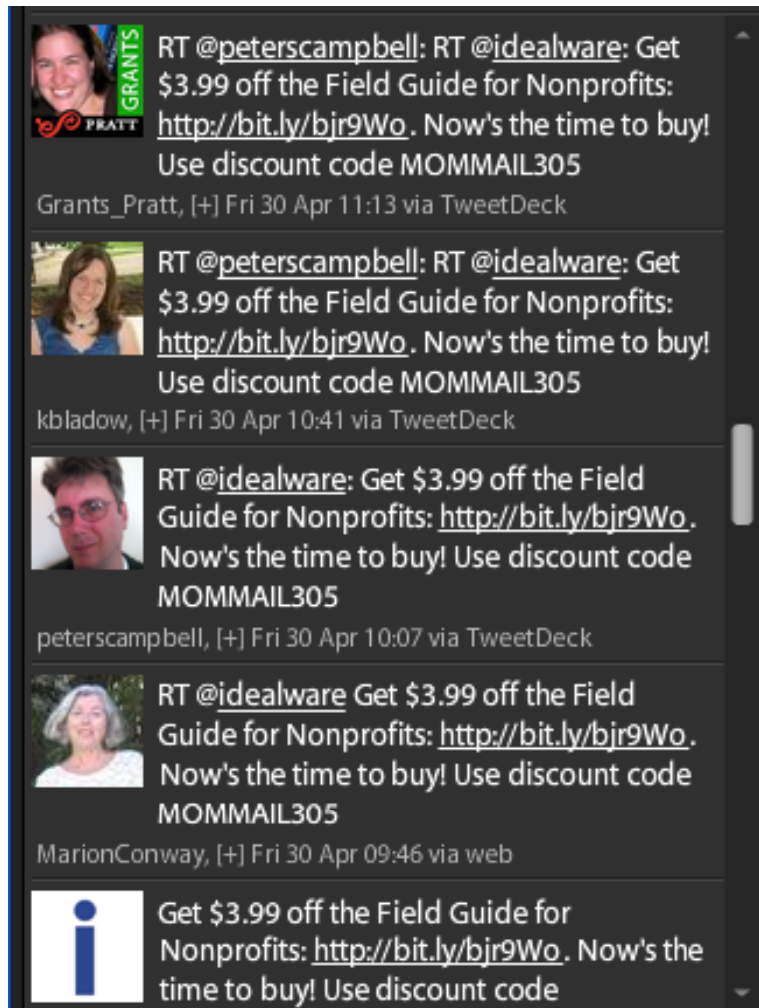 GRANTS
PRATT
RT @peterscampbell: RT @idealware: Get
$3.99 off the Field Guide for Nonprofits:
http://bit.ly/bjr9Wo. Now's the time to buy!
Use discount code MOMMAIL305
Grants_Pratt, [+] Fri 30 Apr 11:13 via TweetDeck
RT @peterscampbell: RT @idealware: Get
$3.99 off the Field Guide for Nonprofits:
http://bit.ly/bjr9Wo. Now's the time to buy!
Use discount code MOMMAIL305
kbladow, [+] Fri 30 Apr 10:41 via TweetDeck
RT @idealware: Get $3.99 off the Field
Guide for Nonprofits: http://bit.ly/bjr9Wo.
Now's the time to buy! Use discount code
MOMMAIL305
peterscampbell, [+] Fri 30 Apr 10:07 via TweetDeck
RT @idealware Get $3.99 off the Field
Guide for Nonprofits: http://bit.ly/bjr9Wo.
Now's the time to buy! Use discount code
MOMMAIL305
MarionConway, [+] Fri 30 Apr 09:46 via web
i
Get $3.99 off the Field Guide for
Nonprofits: http://bit.ly/bjr9Wo. Now's the
time to buy! Use discount code